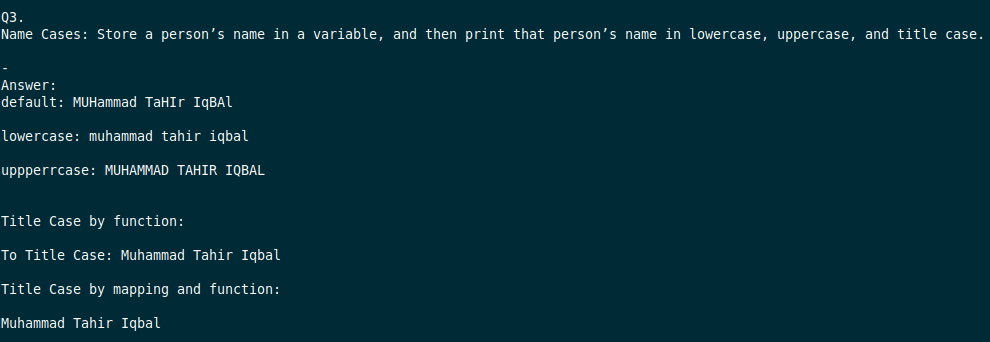 Q3.
Name Cases: Store a person’s name in a variable, and then print that person’s name in lowercase, uppercase, and title case.
-
Answer:
default: MUHammad TaHIr IqBAl
lowercase: muhammad tahir iqbal
uppperrcase: MUHAMMAD TAHIR IQBAL
Title Case by function:
To Title Case: Muhammad Tahir Iqbal
Title Case by mapping and function:
Muhammad Tahir Iqbal